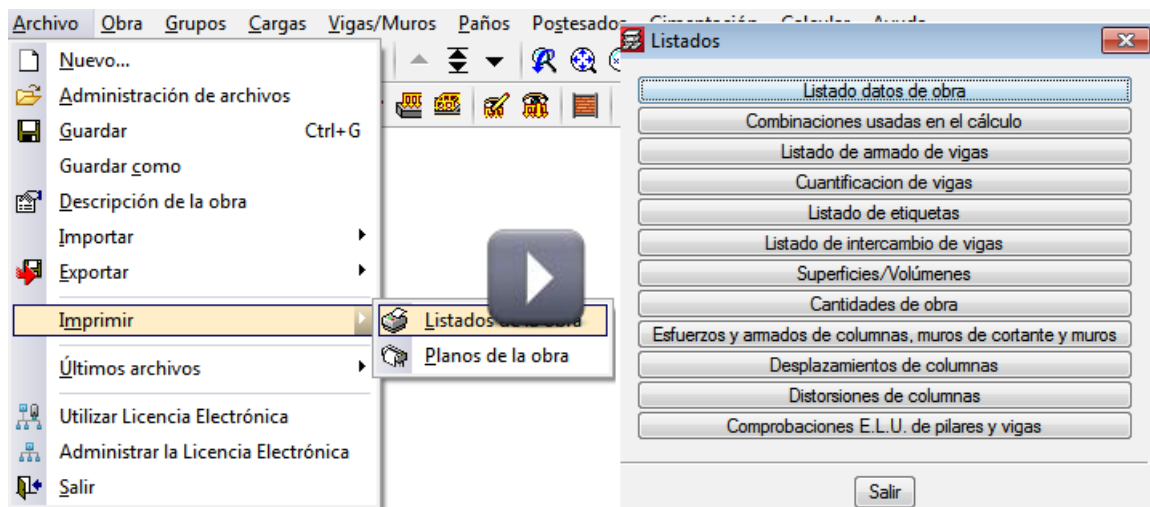 Archivo Obra Grupos Cargas Vigas/Muros Paños Postesados
Nuevo...
Administración de archivos
Guardar Ctrl+G
Guardar como
Descripción de la obra
Importar
Exportar
Imprimir
Últimos archivos
Utilizar Licencia Electrónica
Administrar la Licencia Electrónica
Salir
Listados obra
Planos de la obra
Listados
Listado datos de obra
Combinaciones usadas en el cálculo
Listado de armado de vigas
Cuantificacion de vigas
Listado de etiquetas
Listado de intercambio de vigas
Superficies/Volúmenes
Cantidades de obra
Esfuerzos y armados de columnas, muros de cortante y muros
Desplazamientos de columnas
Distorsiones de columnas
Comprobaciones E.L.U. de pilares y vigas
Salir